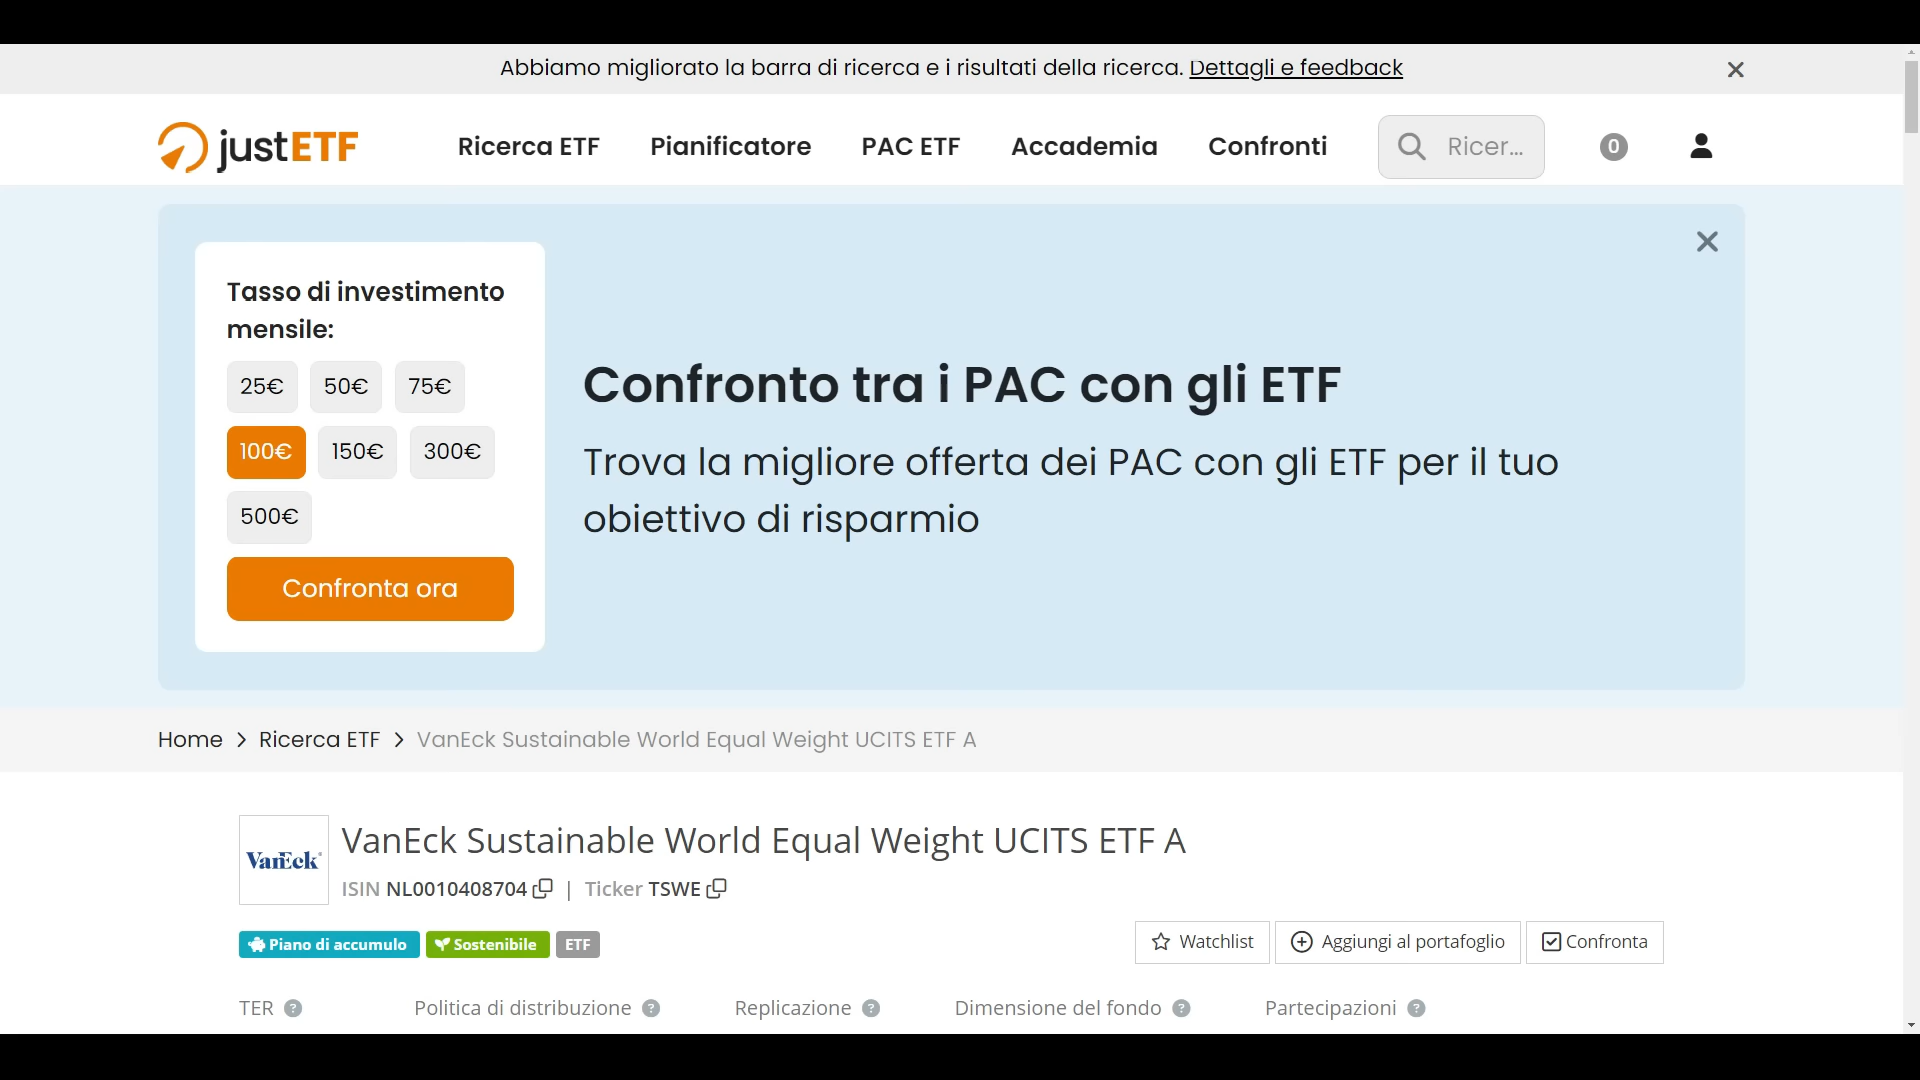 Abbiamo migliorato la barra di ricerca e i risultati della ricerca. Dettagli e feedback
justETF
Ricerca ETF
Pianificatore
PAC ETF
Accademia
Confronti
Ricer...
0
Tasso di investimento
mensile:
25€ 50€ 75€
100€ 150€ 300€
500€
Confronta ora
Confronto tra i PAC con gli ETF
Trova la migliore offerta dei PAC con gli ETF per il tuo
obiettivo di risparmio
Home > Ricerca ETF > VanEck Sustainable World Equal Weight UCITS ETF A
VanEck®
VanEck Sustainable World Equal Weight UCITS ETF A
ISIN NL0010408704 | Ticker TSWE
Piano di accumulo Sostenibile ETF
Watchlist Aggiungi al portafoglio Confronta
TER ? Politica di distribuzione ? Replicazione ? Dimensione del fondo ? Partecipazioni ?